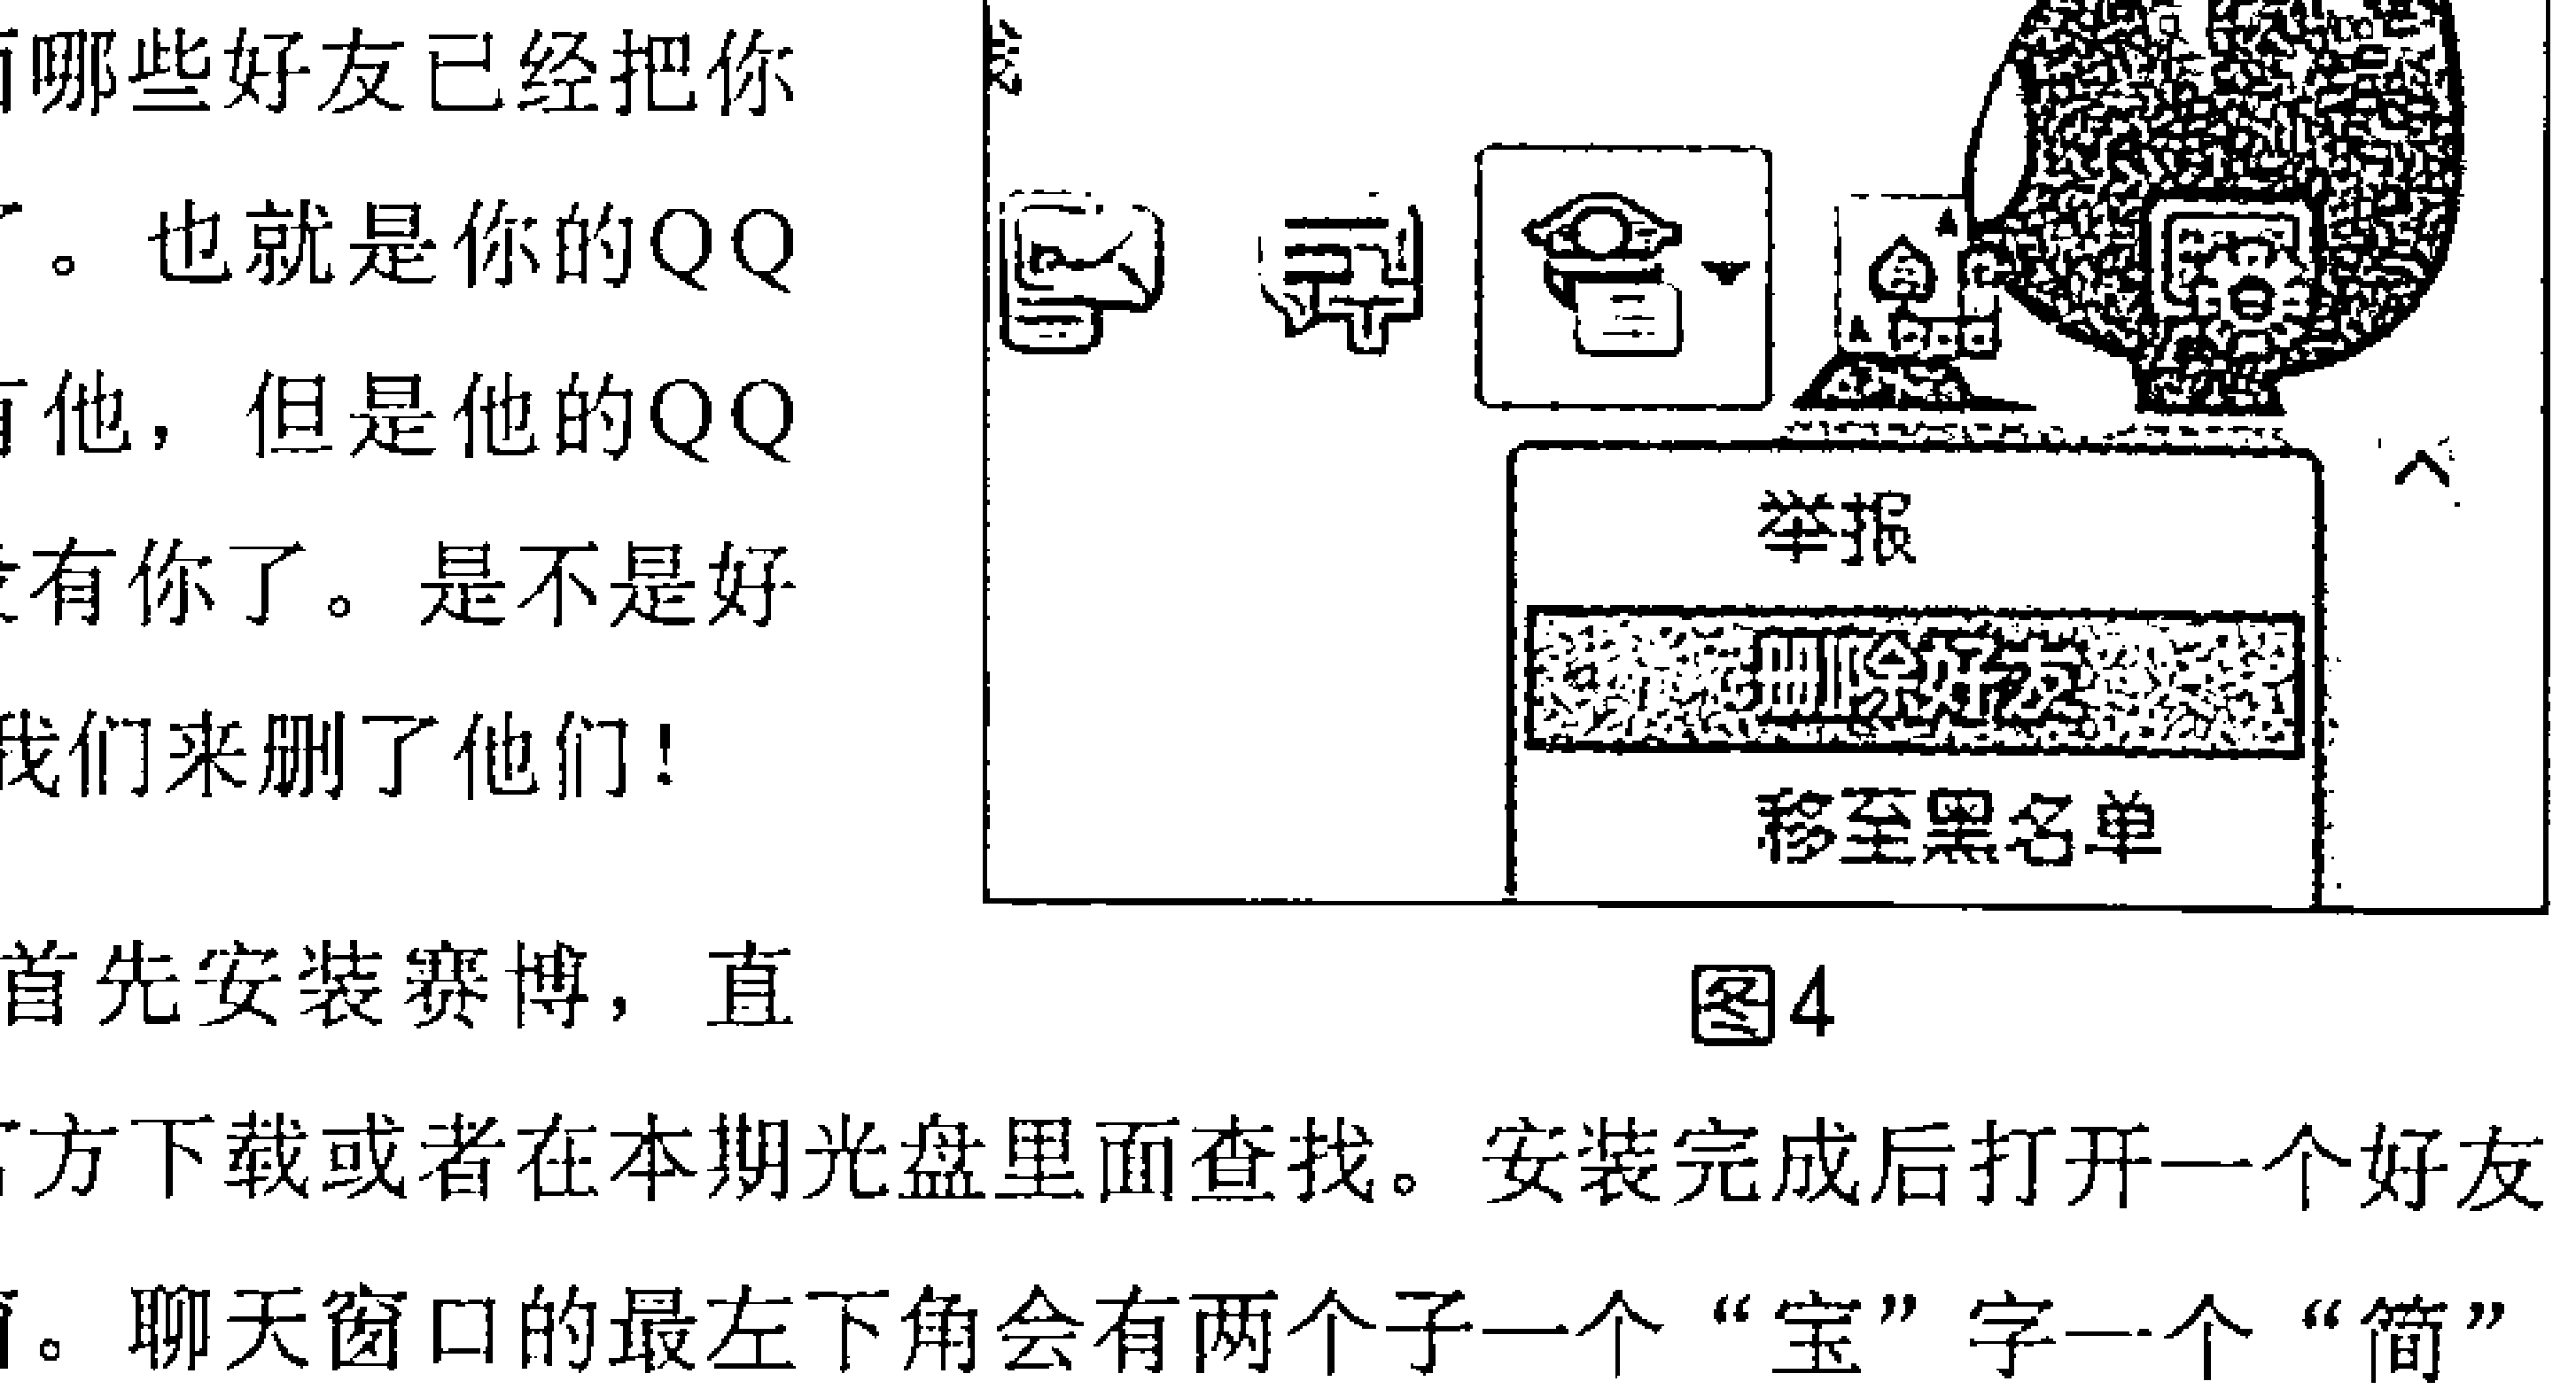 哪些好友已经把你
了。也就是你的QQ
有他，但是他的QQ
没有你了。是不是好
我们来删了他们！
首先安装赛博，直
方下载或者在本期光盘里面查找。安装完成后打开一个好友
。聊天窗口的最左下角会有两个子一个“宝”字一个“简”
举报
删除好友
移至黑名单
图4